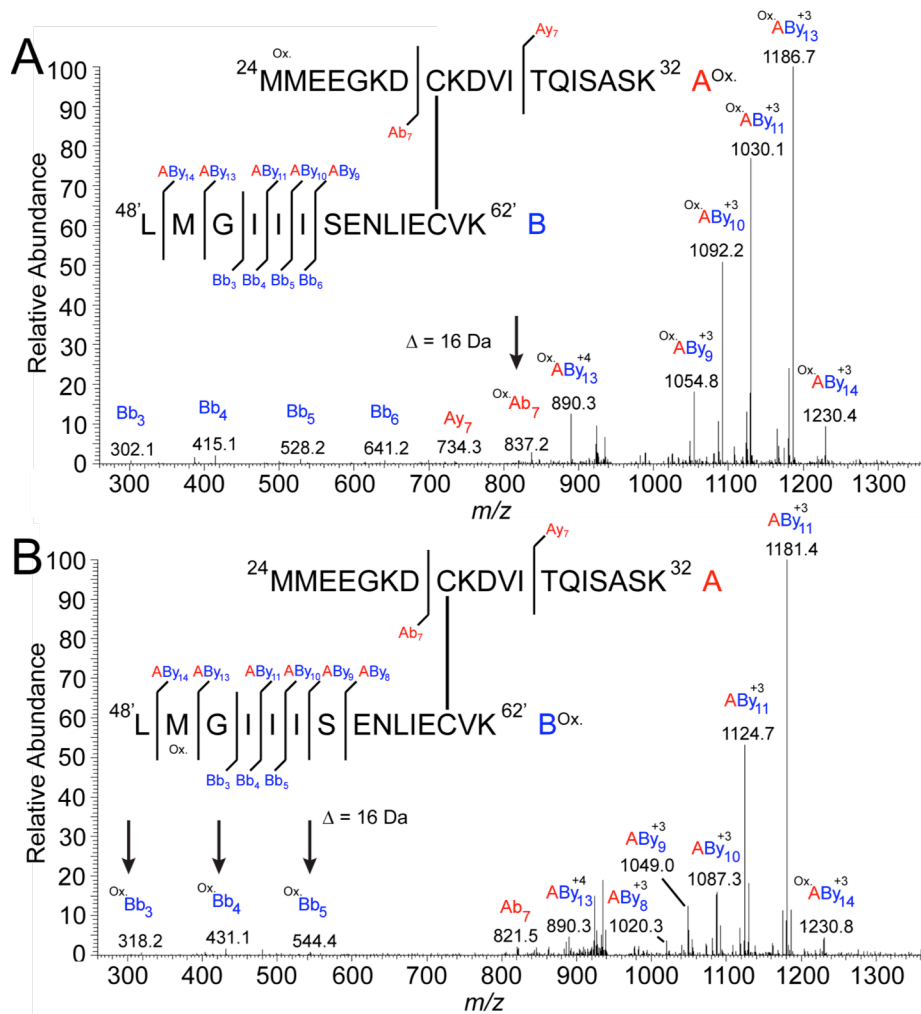 A
Ox.
Ay7
24 MMEEGKDCKDVITQISASK 32 A Ox.
Ab7
ABy14 ABy13 ABy11 ABy10 ABy9
48' LMGIIISENLIECVK 62' B
Bb3 Bb4 Bb5 Bb6
Δ = 16 Da
Relative Abundance
100
90
80
70
60
50
40
30
20
10
0
Bb3
302.1
Bb4
415.1
Bb5
528.2
Bb6
641.2
Ay7
734.3
Ox. Ab7
837.2
Ox. ABy13 +4
890.3
Ox. ABy9 +3
1054.8
Ox. ABy10 +3
1092.2
Ox. ABy11 +3
1030.1
Ox. ABy13 +3
1186.7
Ox. ABy14 +3
1230.4
300 400 500 600 700 800 900 1000 1100 1200 1300
m/z
B
Ay7
24 MMEEGKDCKDVITQISASK 32 A
Ab7
ABy14 ABy13 ABy11 ABy10 ABy9 ABy8
48' LMGIIISENLIECVK 62' B Ox.
Ox.
Bb3 Bb4 Bb5
Δ = 16 Da
Relative Abundance
100
90
80
70
60
50
40
30
20
10
0
Ox. Bb3
318.2
Ox. Bb4
431.1
Ox. Bb5
544.4
Ab7
821.5
ABy13 +4
890.3
ABy8 +3
1020.3
ABy9 +3
1049.0
ABy10 +3
1087.3
ABy11 +3
1124.7
ABy11 +3
1181.4
Ox. ABy14 +3
1230.8
300 400 500 600 700 800 900 1000 1100 1200 1300
m/z